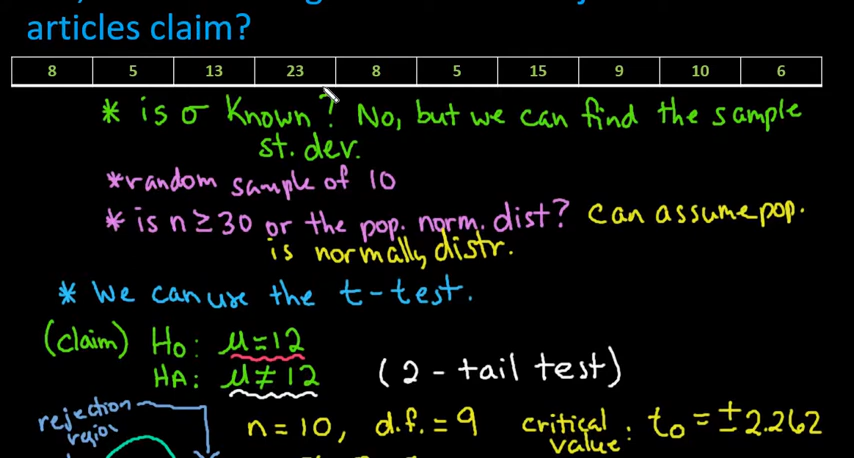 articles claim?
8 5 13 23 8 5 15 9 10 6
* is σ known? No, but we can find the sample
st. dev.
*random sample of 10
* is n ≥ 30 or the pop. norm. dist? can assume pop.
is normally distr.
* We can use the t-test.
(claim) Ho: μ = 12
HA: μ ≠ 12 (2-tail test)
rejection
region
n = 10, d.f. = 9 critical
value: to = ±2.262